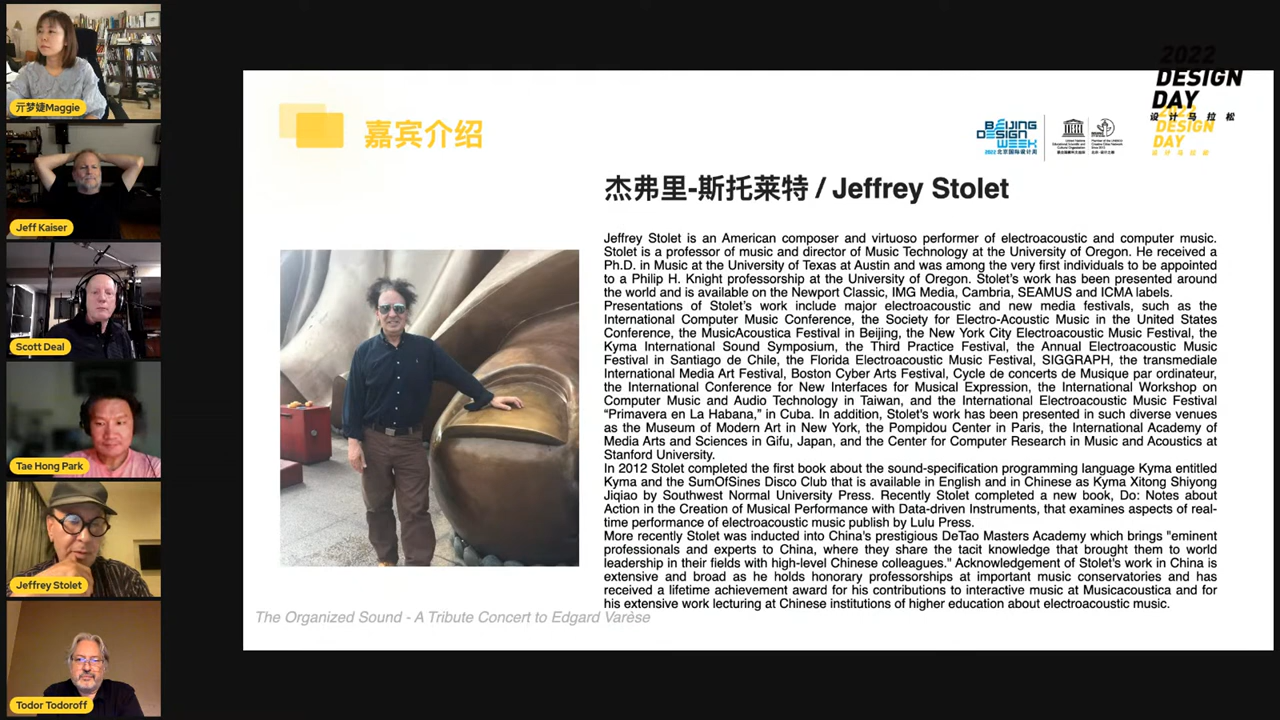 亓梦婕Maggie
Jeff Kaiser
Scott Deal
Tae Hong Park
Jeffrey Stolet
Todor Todoroff
嘉宾介绍
BEIJING
DESIGN
WEEK
2022北京国际设计周
2022
DESIGN
DAY
设计马拉松
DESIGN
DAY
设计马拉松
杰弗里-斯托莱特 / Jeffrey Stolet
Jeffrey Stolet is an American composer and virtuoso performer of electroacoustic and computer music.
Stolet is a professor of music and director of Music Technology at the University of Oregon. He received a
Ph.D. in Music at the University of Texas at Austin and was among the very first individuals to be appointed
to a Philip H. Knight professorship at the University of Oregon. Stolet's work has been presented around
the world and is available on the Newport Classic, IMG Media, Cambria, SEAMUS and ICMA labels.
Presentations of Stolet's work include major electroacoustic and new media festivals, such as the
International Computer Music Conference, the Society for Electro-Acoustic Music in the United States
Conference, the MusicAcoustica Festival in Beijing, the New York City Electroacoustic Music Festival, the
Kyma International Sound Symposium, the Third Practice Festival, the Annual Electroacoustic Music
Festival in Santiago de Chile, the Florida Electroacoustic Music Festival, SIGGRAPH, the transmediale
International Media Art Festival, Boston Cyber Arts Festival, Cycle de concerts de Musique par ordinateur,
the International Conference for New Interfaces for Musical Expression, the International Workshop on
Computer Music and Audio Technology in Taiwan, and the International Electroacoustic Music Festival
“Primavera en La Habana,” in Cuba. In addition, Stolet's work has been presented in such diverse venues
as the Museum of Modern Art in New York, the Pompidou Center in Paris, the International Academy of
Media Arts and Sciences in Gifu, Japan, and the Center for Computer Research in Music and Acoustics at
Stanford University.
In 2012 Stolet completed the first book about the sound-specification programming language Kyma entitled
Kyma and the SumOfSines Disco Club that is available in English and in Chinese as Kyma Xitong Shiyong
Jiqiao by Southwest Normal University Press. Recently Stolet completed a new book, Do: Notes about
Action in the Creation of Musical Performance with Data-driven Instruments, that examines aspects of real-
time performance of electroacoustic music publish by Lulu Press.
More recently Stolet was inducted into China's prestigious DeTao Masters Academy which brings "eminent
professionals and experts to China, where they share the tacit knowledge that brought them to world
leadership in their fields with high-level Chinese colleagues." Acknowledgement of Stolet's work in China is
extensive and broad as he holds honorary professorships at important music conservatories and has
received a lifetime achievement award for his contributions to interactive music at Musicacoustica and for
his extensive work lecturing at Chinese institutions of higher education about electroacoustic music.
The Organized Sound - A Tribute Concert to Edgard Varèse